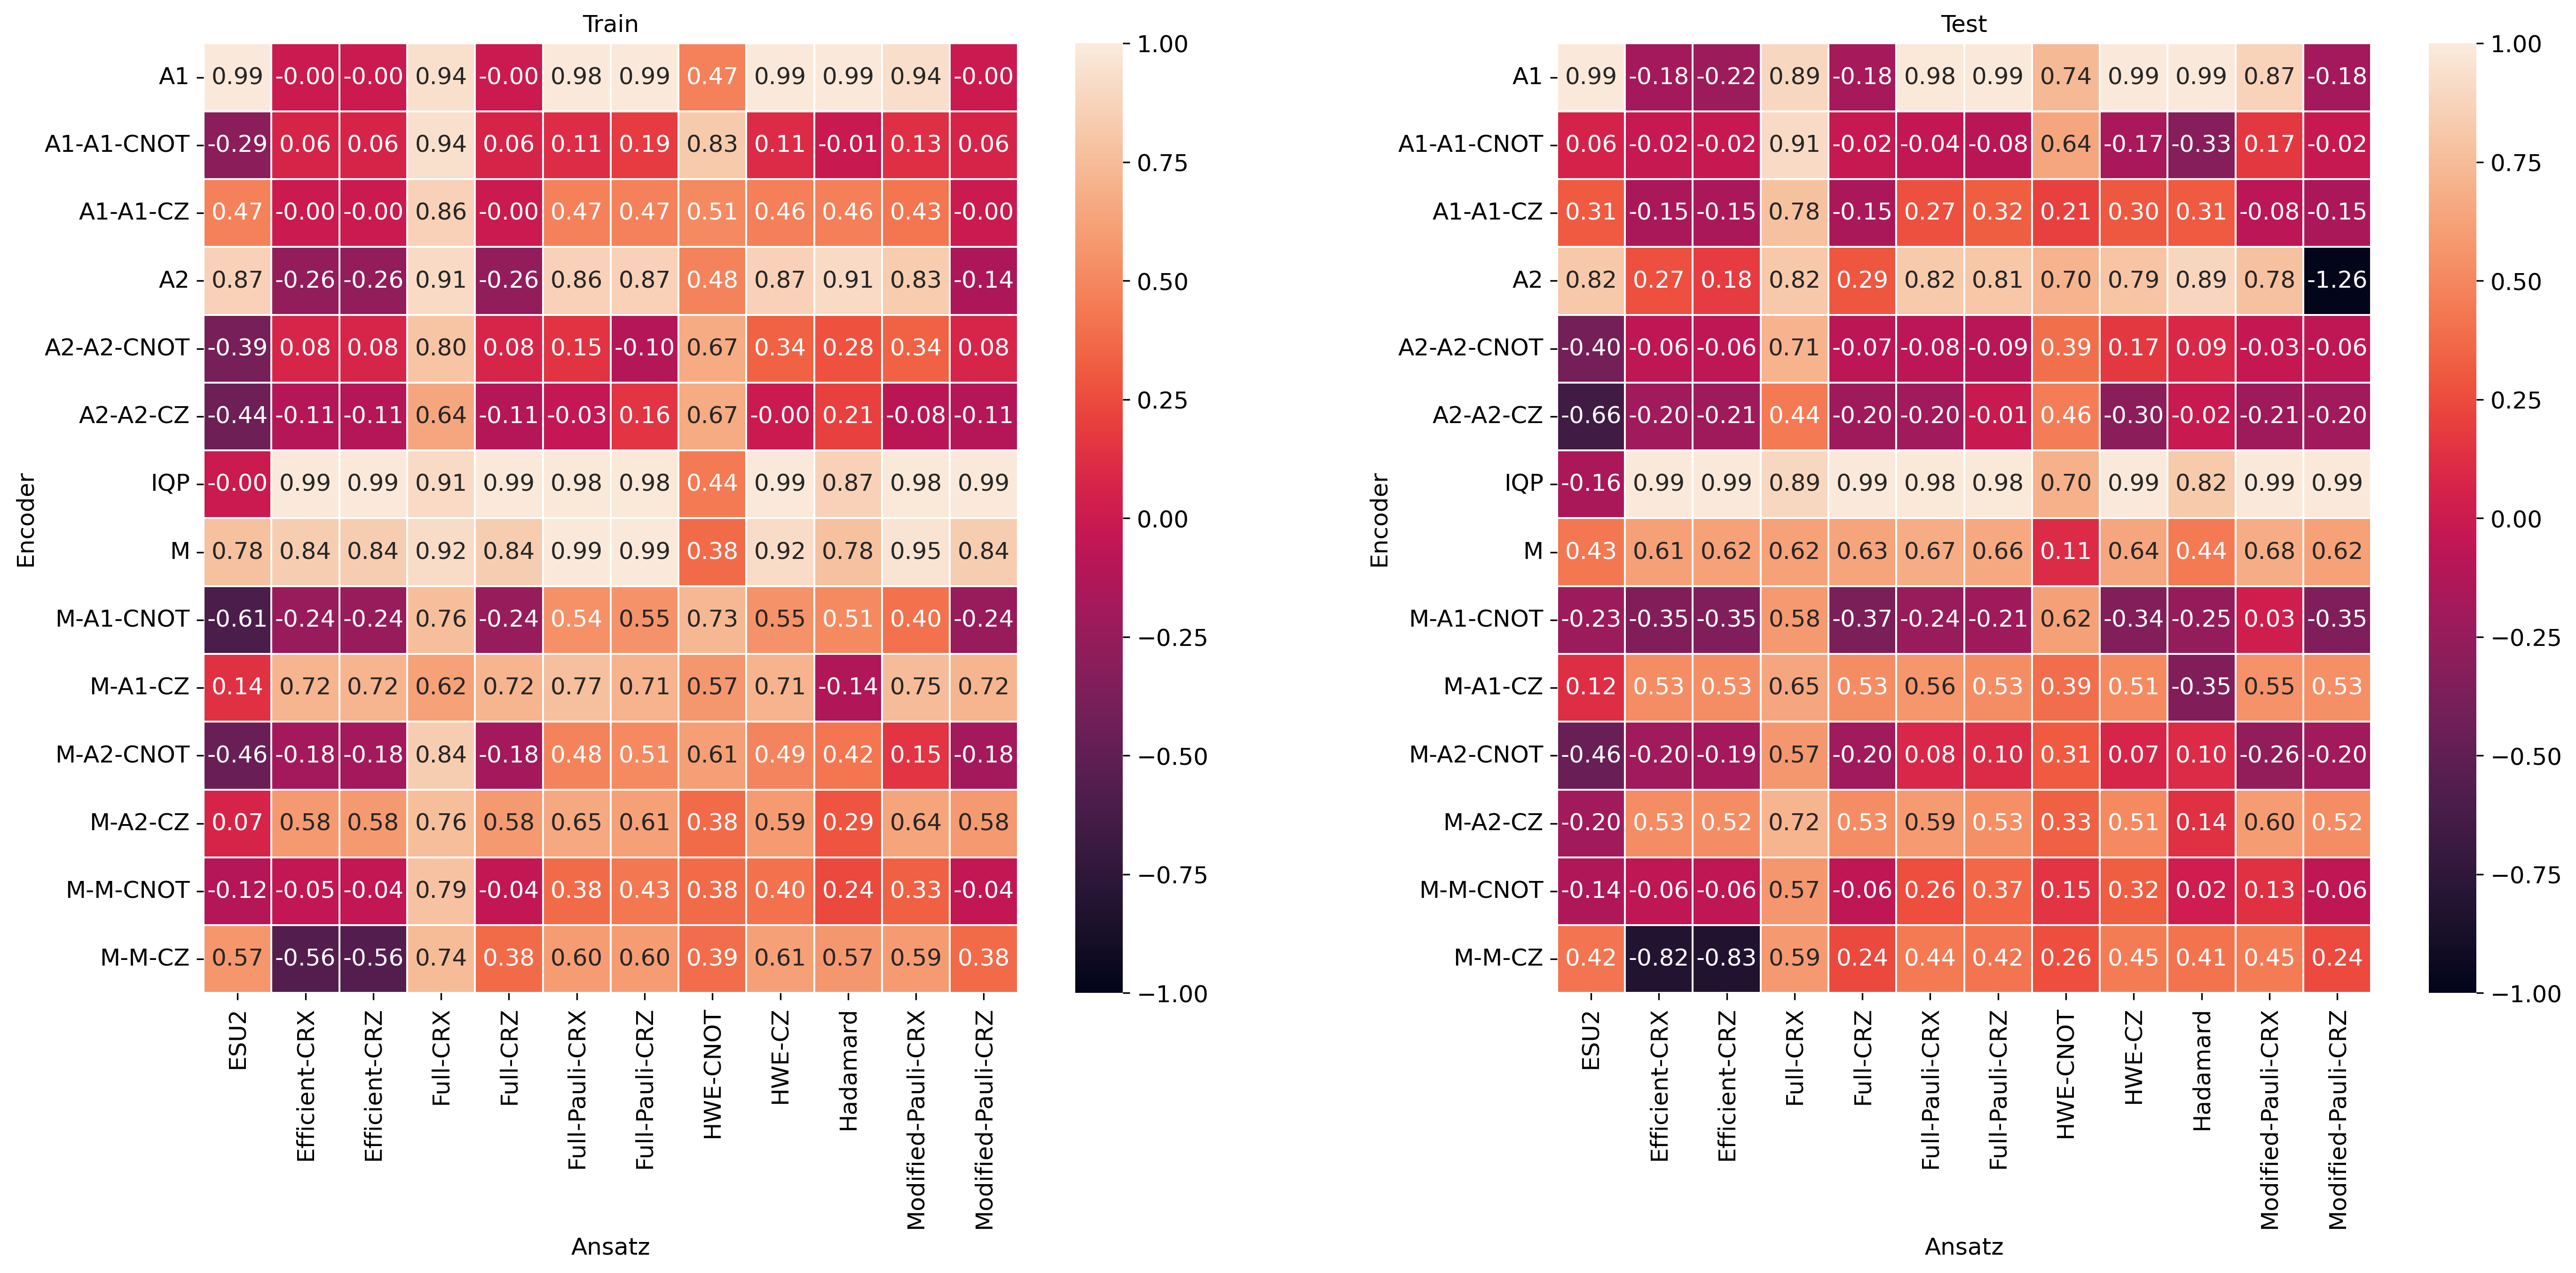 Train
A1 0.99 -0.00 -0.00 0.94 -0.00 0.98 0.99 0.47 0.99 0.99 0.94 -0.00
A1-A1-CNOT -0.29 0.06 0.06 0.94 0.06 0.11 0.19 0.83 0.11 -0.01 0.13 0.06
A1-A1-CZ 0.47 -0.00 -0.00 0.86 -0.00 0.47 0.47 0.51 0.46 0.46 0.43 -0.00
A2 0.87 -0.26 -0.26 0.91 -0.26 0.86 0.87 0.48 0.87 0.91 0.83 -0.14
A2-A2-CNOT -0.39 0.08 0.08 0.80 0.08 0.15 -0.10 0.67 0.34 0.28 0.34 0.08
A2-A2-CZ -0.44 -0.11 -0.11 0.64 -0.11 -0.03 0.16 0.67 -0.00 0.21 -0.08 -0.11
IQP -0.00 0.99 0.99 0.91 0.99 0.98 0.98 0.44 0.99 0.87 0.98 0.99
M 0.78 0.84 0.84 0.92 0.84 0.99 0.99 0.38 0.92 0.78 0.95 0.84
M-A1-CNOT -0.61 -0.24 -0.24 0.76 -0.24 0.54 0.55 0.73 0.55 0.51 0.40 -0.24
M-A1-CZ 0.14 0.72 0.72 0.62 0.72 0.77 0.71 0.57 0.71 -0.14 0.75 0.72
M-A2-CNOT -0.46 -0.18 -0.18 0.84 -0.18 0.48 0.51 0.61 0.49 0.42 0.15 -0.18
M-A2-CZ 0.07 0.58 0.58 0.76 0.58 0.65 0.61 0.38 0.59 0.29 0.64 0.58
M-M-CNOT -0.12 -0.05 -0.04 0.79 -0.04 0.38 0.43 0.38 0.40 0.24 0.33 -0.04
M-M-CZ 0.57 -0.56 -0.56 0.74 0.38 0.60 0.60 0.39 0.61 0.57 0.59 0.38
Encoder
ESU2
Efficient-CRX
Efficient-CRZ
Full-CRX
Full-CRZ
Full-Pauli-CRX
Full-Pauli-CRZ
HWE-CNOT
HWE-CZ
Hadamard
Modified-Pauli-CRX
Modified-Pauli-CRZ
Ansatz
1.00
0.75
0.50
0.25
0.00
−0.25
−0.50
−0.75
−1.00
Test
A1 0.99 -0.18 -0.22 0.89 -0.18 0.98 0.99 0.74 0.99 0.99 0.87 -0.18
A1-A1-CNOT 0.06 -0.02 -0.02 0.91 -0.02 -0.04 -0.08 0.64 -0.17 -0.33 0.17 -0.02
A1-A1-CZ 0.31 -0.15 -0.15 0.78 -0.15 0.27 0.32 0.21 0.30 0.31 -0.08 -0.15
A2 0.82 0.27 0.18 0.82 0.29 0.82 0.81 0.70 0.79 0.89 0.78 -1.26
A2-A2-CNOT -0.40 -0.06 -0.06 0.71 -0.07 -0.08 -0.09 0.39 0.17 0.09 -0.03 -0.06
A2-A2-CZ -0.66 -0.20 -0.21 0.44 -0.20 -0.20 -0.01 0.46 -0.30 -0.02 -0.21 -0.20
IQP -0.16 0.99 0.99 0.89 0.99 0.98 0.98 0.70 0.99 0.82 0.99 0.99
M 0.43 0.61 0.62 0.62 0.63 0.67 0.66 0.11 0.64 0.44 0.68 0.62
M-A1-CNOT -0.23 -0.35 -0.35 0.58 -0.37 -0.24 -0.21 0.62 -0.34 -0.25 0.03 -0.35
M-A1-CZ 0.12 0.53 0.53 0.65 0.53 0.56 0.53 0.39 0.51 -0.35 0.55 0.53
M-A2-CNOT -0.46 -0.20 -0.19 0.57 -0.20 0.08 0.10 0.31 0.07 0.10 -0.26 -0.20
M-A2-CZ -0.20 0.53 0.52 0.72 0.53 0.59 0.53 0.33 0.51 0.14 0.60 0.52
M-M-CNOT -0.14 -0.06 -0.06 0.57 -0.06 0.26 0.37 0.15 0.32 0.02 0.13 -0.06
M-M-CZ 0.42 -0.82 -0.83 0.59 0.24 0.44 0.42 0.26 0.45 0.41 0.45 0.24
Encoder
ESU2
Efficient-CRX
Efficient-CRZ
Full-CRX
Full-CRZ
Full-Pauli-CRX
Full-Pauli-CRZ
HWE-CNOT
HWE-CZ
Hadamard
Modified-Pauli-CRX
Modified-Pauli-CRZ
Ansatz
1.00
0.75
0.50
0.25
0.00
−0.25
−0.50
−0.75
−1.00